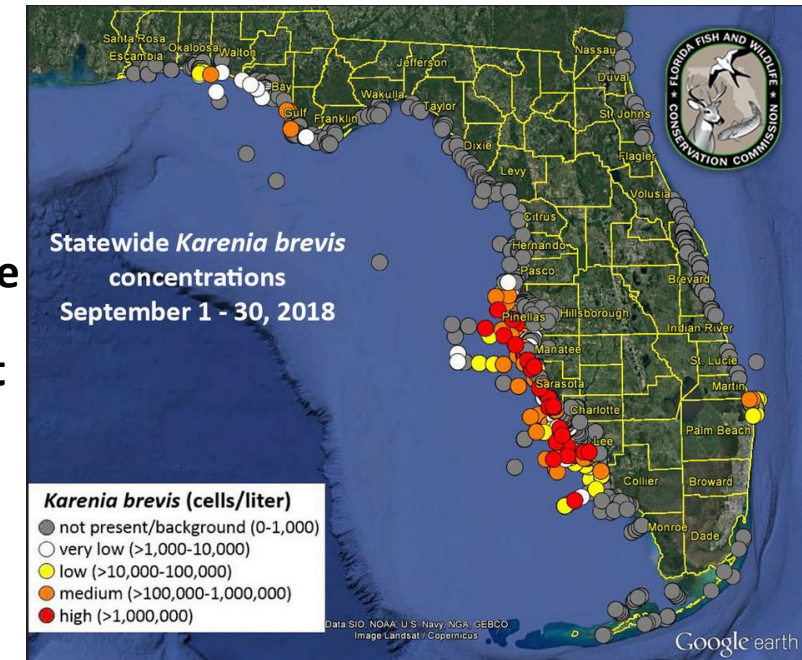 e
t
Santa Rosa
Escambia
Okaloosa
Walton
Bay
Gulf
Franklin
Wakulla
Jefferson
Taylor
Dixie
Levy
Citrus
Hernando
Pasco
Pinellas
Hillsborough
Manatee
Sarasota
Charlotte
Lee
Collier
Monroe
Dade
Broward
Palm Beach
Martin
St. Lucie
Indian River
Brevard
Volusia
Flagler
St. Johns
Duval
Nassau
FLORIDA FISH AND WILDLIFE
CONSERVATION COMMISSION
Statewide Karenia brevis
concentrations
September 1 - 30, 2018
Karenia brevis (cells/liter)
not present/background (0-1,000)
very low (>1,000-10,000)
low (>10,000-100,000)
medium (>100,000-1,000,000)
high (>1,000,000)
Data SIO, NOAA, U.S. Navy, NGA, GEBCO
Image Landsat / Copernicus
Google earth